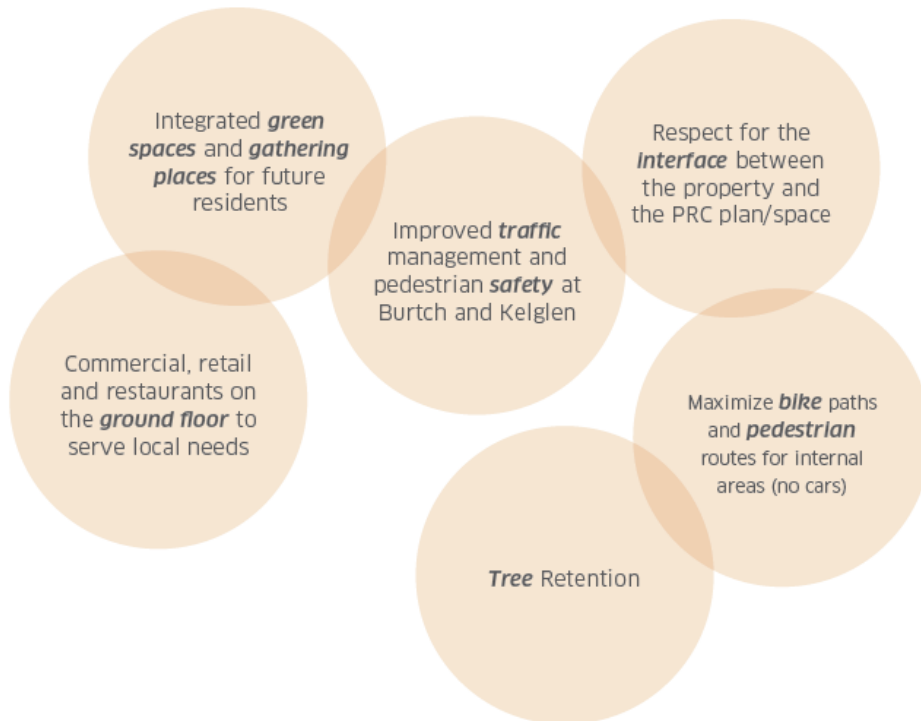 Integrated green
spaces and gathering
places for future
residents
Improved traffic
management and
pedestrian safety at
Burtch and Kelglen
Respect for the
interface between
the property and
the PRC plan/space
Commercial, retail
and restaurants on
the ground floor to
serve local needs
Maximize bike paths
and pedestrian
routes for internal
areas (no cars)
Tree Retention